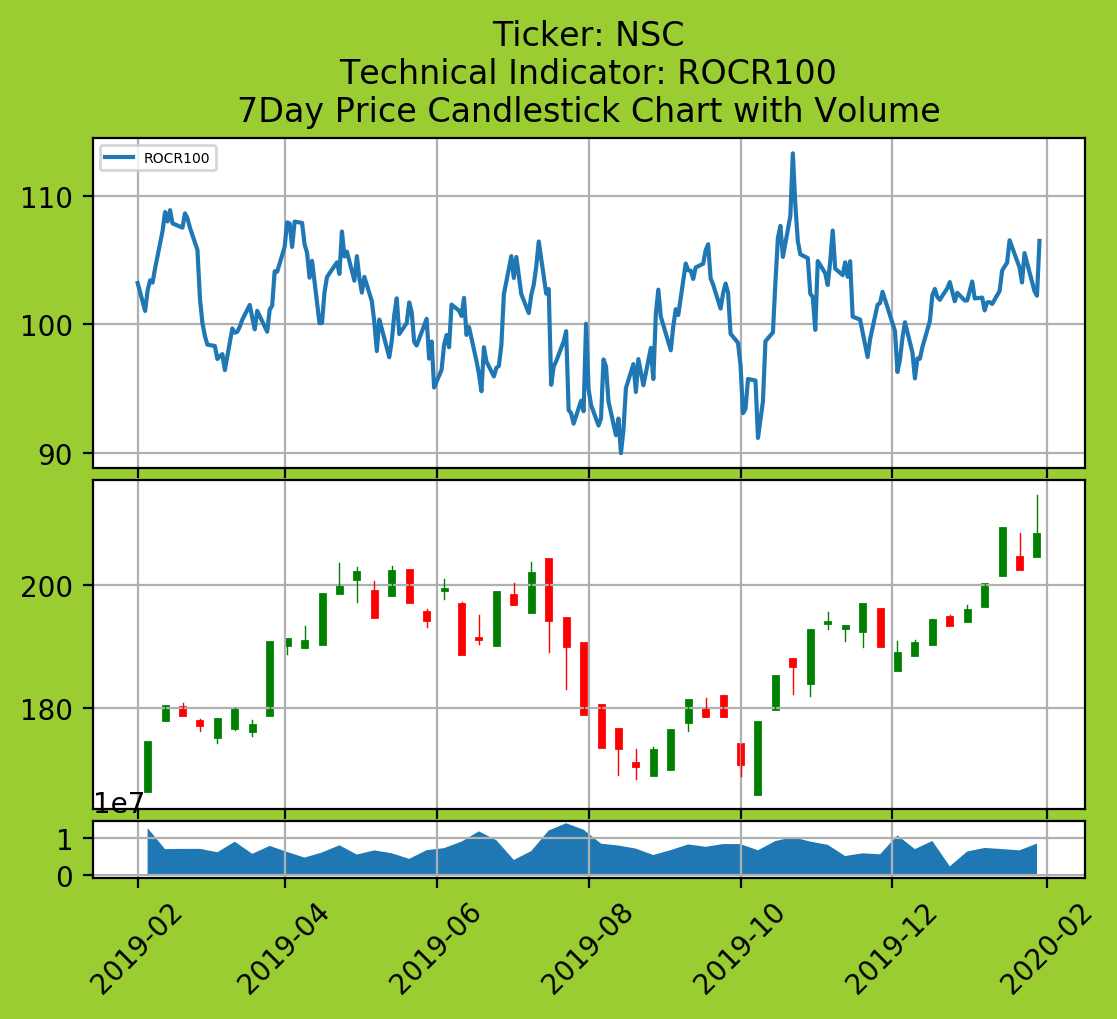 Ticker: NSC
Technical Indicator: ROCR100
7Day Price Candlestick Chart with Volume
ROCR100
110
100
90
200
180
1e7
1
0
2019-02
2019-04
2019-06
2019-08
2019-10
2019-12
2020-02